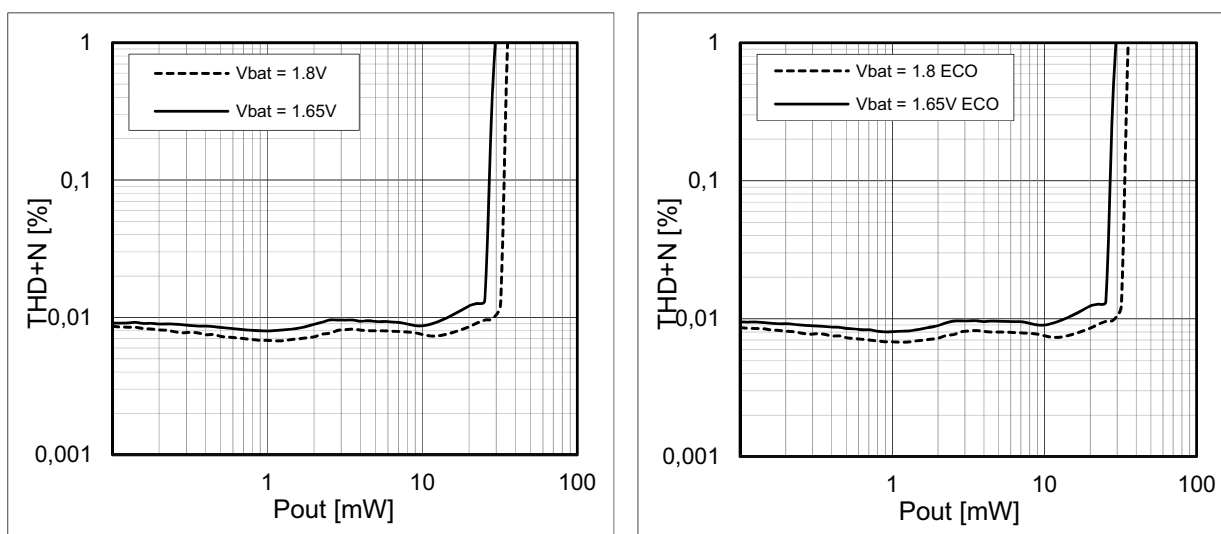 1
0,1
0,01
0,001
THD+N [%]
Vbat = 1.8V
Vbat = 1.65V
1
10
100
Pout [mW]
1
0,1
0,01
0,001
THD+N [%]
Vbat = 1.8 ECO
Vbat = 1.65V ECO
1
10
100
Pout [mW]